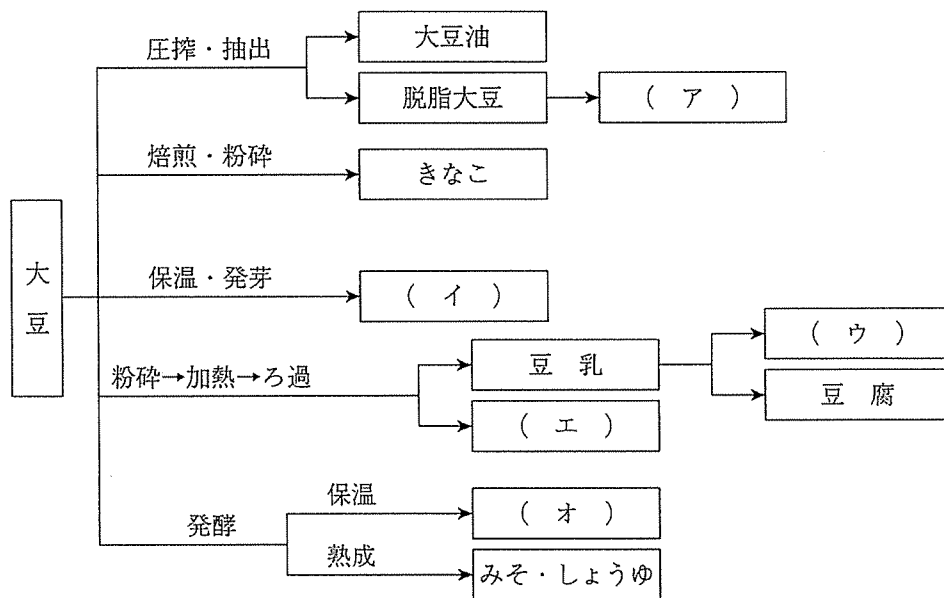 圧搾・抽出
大豆油
脱脂大豆
( ア )
焙煎・粉砕
きなこ
大豆
保温・発芽
( イ )
粉砕→加熱→ろ過
豆 乳
( ウ )
豆 腐
( エ )
発酵
保温
( オ )
熟成
みそ・しょうゆ